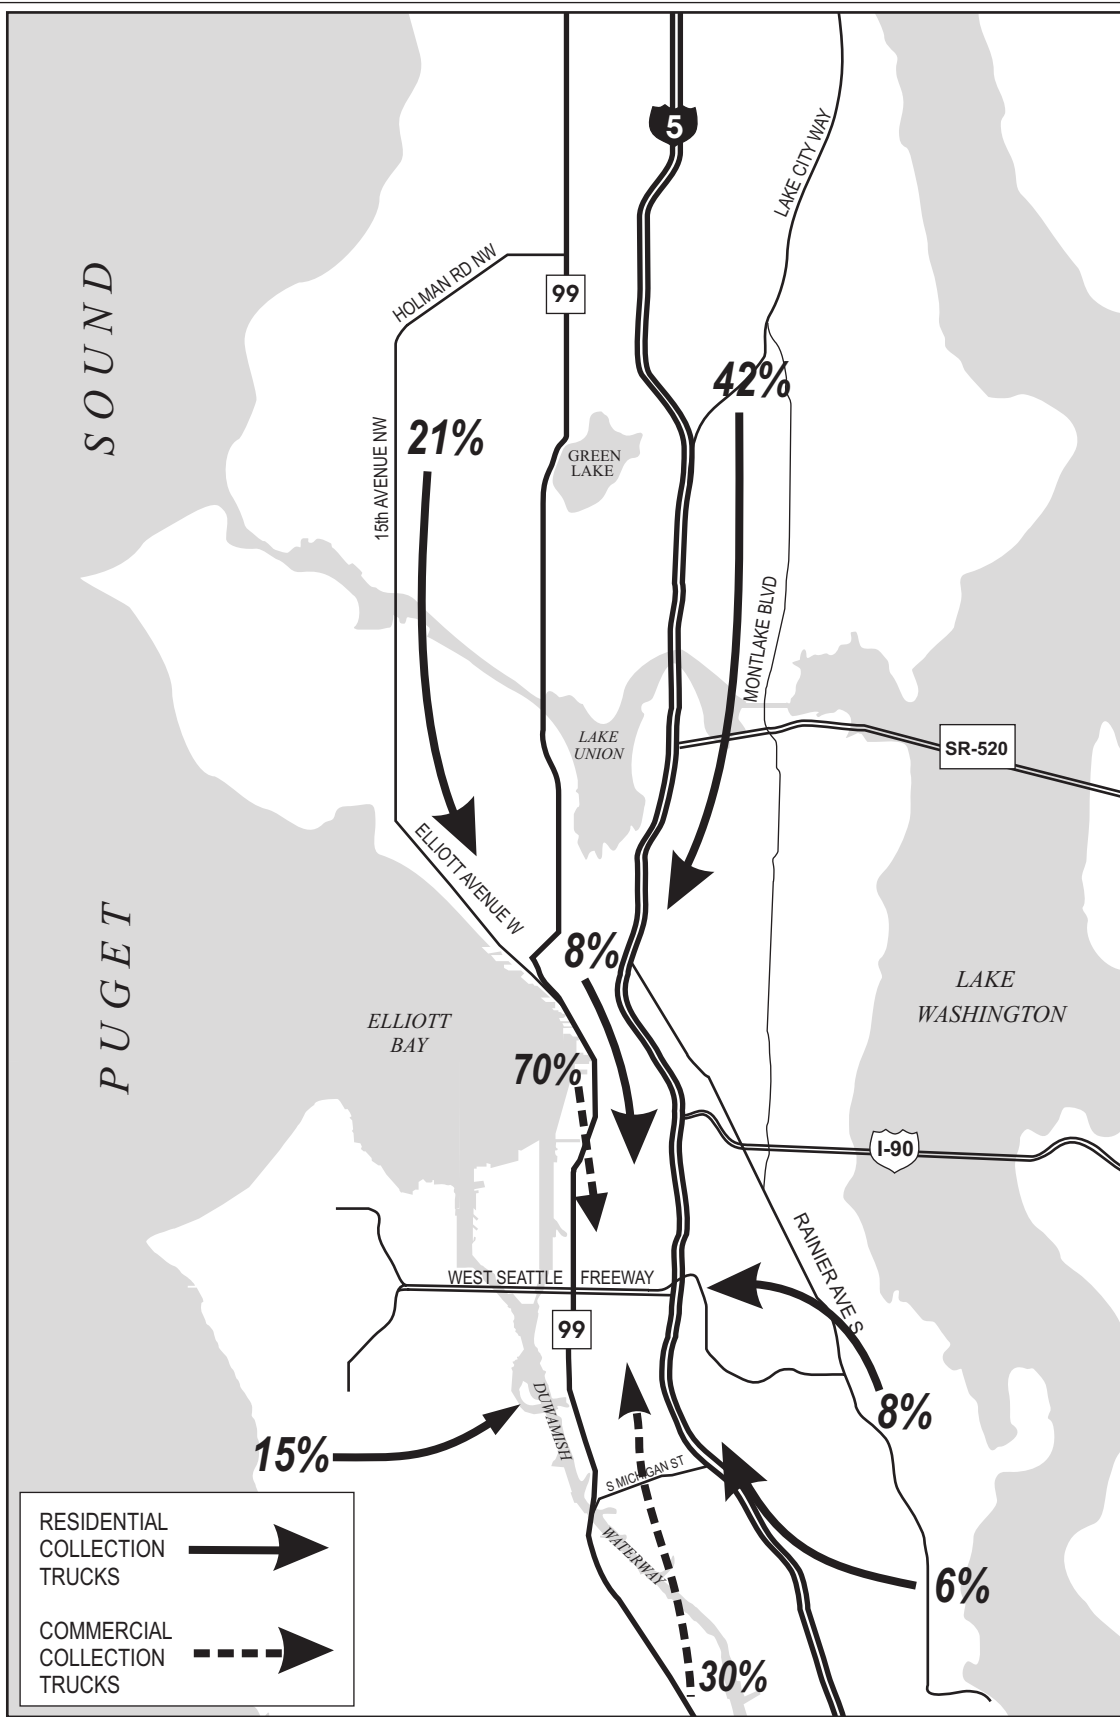 5
LAKE CITY WAY
HOLMAN RD NW
99
SOUND
42%
21%
15th AVENUE NW
GREEN
LAKE
MONTLAKE BLVD
LAKE
UNION
SR-520
ELLIOTT AVENUE W
PUGET
8%
LAKE
WASHINGTON
ELLIOTT
BAY
70%
I-90
RAINIER AVE S
WEST SEATTLE FREEWAY
99
8%
DUWAMISH
15%
S MICHIGAN ST
WATERWAY
6%
30%
RESIDENTIAL
COLLECTION
TRUCKS
COMMERCIAL
COLLECTION
TRUCKS